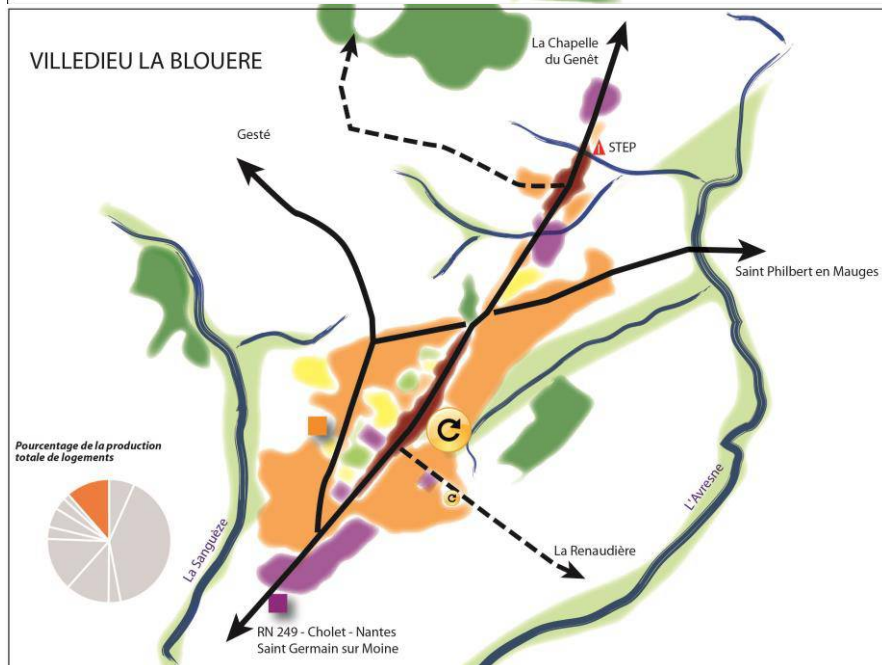 VILLEDIEU LA BLOUERE
La Chapelle
du Genêt
Gesté
STEP
Saint Philbert en Mauges
Pourcentage de la production
totale de logements
La Sanguèze
L'Avresne
La Renaudière
RN 249 - Cholet - Nantes
Saint Germain sur Moine